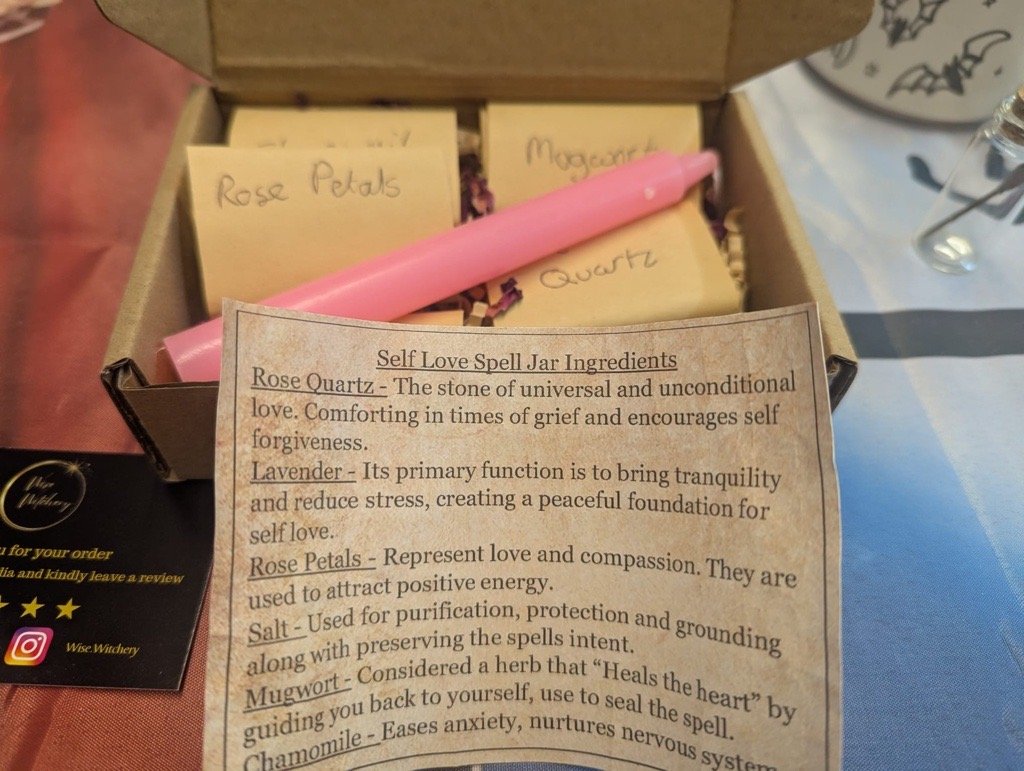 Rose Petals
Mugwort
Quartz
Self Love Spell Jar Ingredients
Rose Quartz - The stone of universal and unconditional
love. Comforting in times of grief and encourages self
forgiveness.
Lavender - Its primary function is to bring tranquility
and reduce stress, creating a peaceful foundation for
self love.
Rose Petals - Represent love and compassion. They are
used to attract positive energy.
Salt - Used for purification, protection and grounding
along with preserving the spells intent.
Mugwort - Considered a herb that “Heals the heart” by
guiding you back to yourself, use to seal the spell.
Chamomile - Eases anxiety, nurtures nervous system
Wise
Witchery
for your order
and kindly leave a review
Wise.Witchery